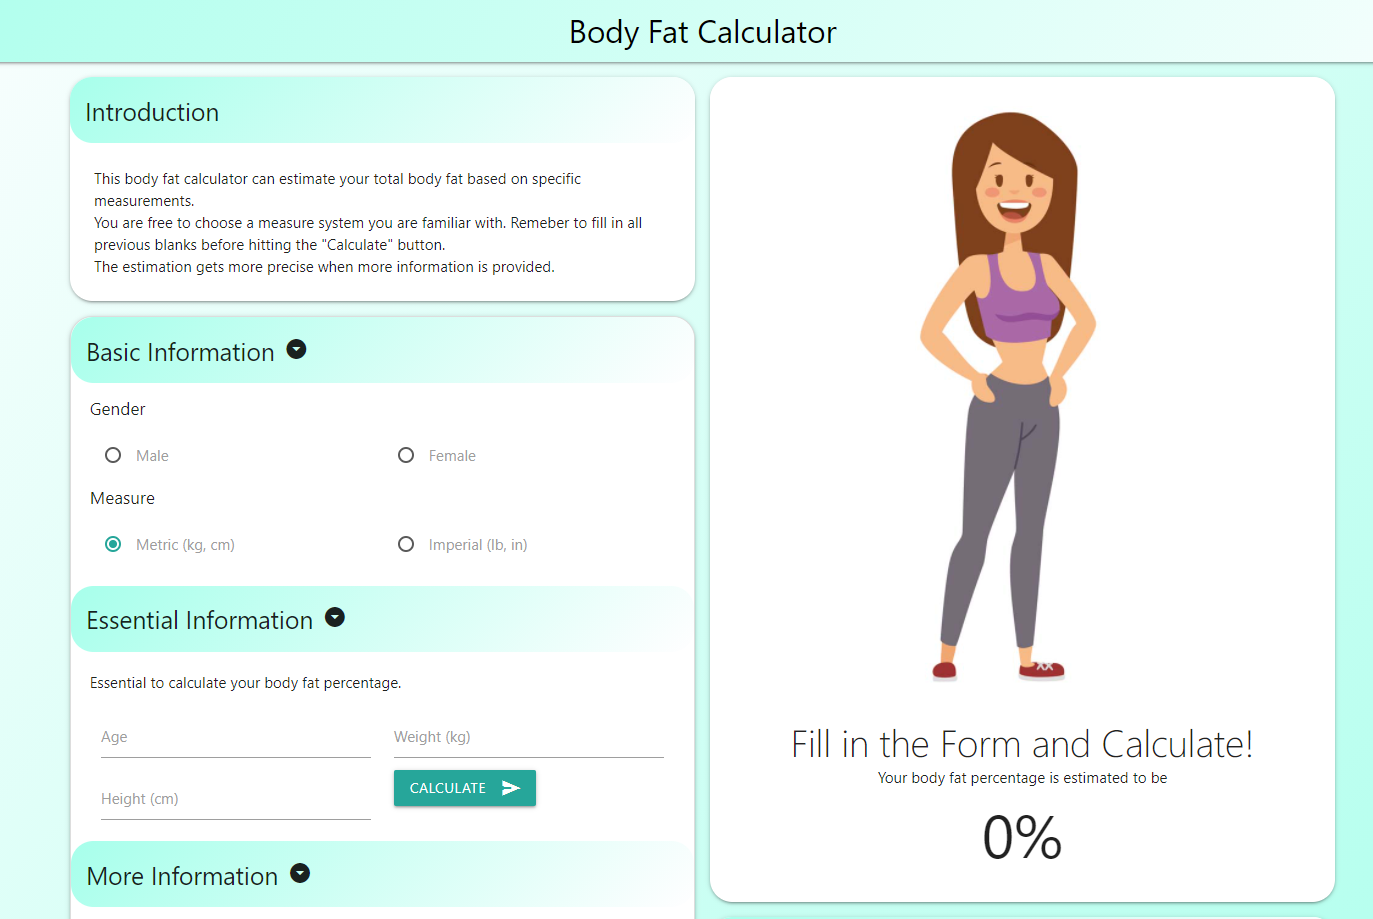 Body Fat Calculator
Introduction
This body fat calculator can estimate your total body fat based on specific
measurements.
You are free to choose a measure system you are familiar with. Remeber to fill in all
previous blanks before hitting the "Calculate" button.
The estimation gets more precise when more information is provided.
Basic Information
Gender
Male
Female
Measure
Metric (kg, cm)
Imperial (lb, in)
Essential Information
Essential to calculate your body fat percentage.
Age
Weight (kg)
Height (cm)
CALCULATE
More Information
Fill in the Form and Calculate!
Your body fat percentage is estimated to be
0%